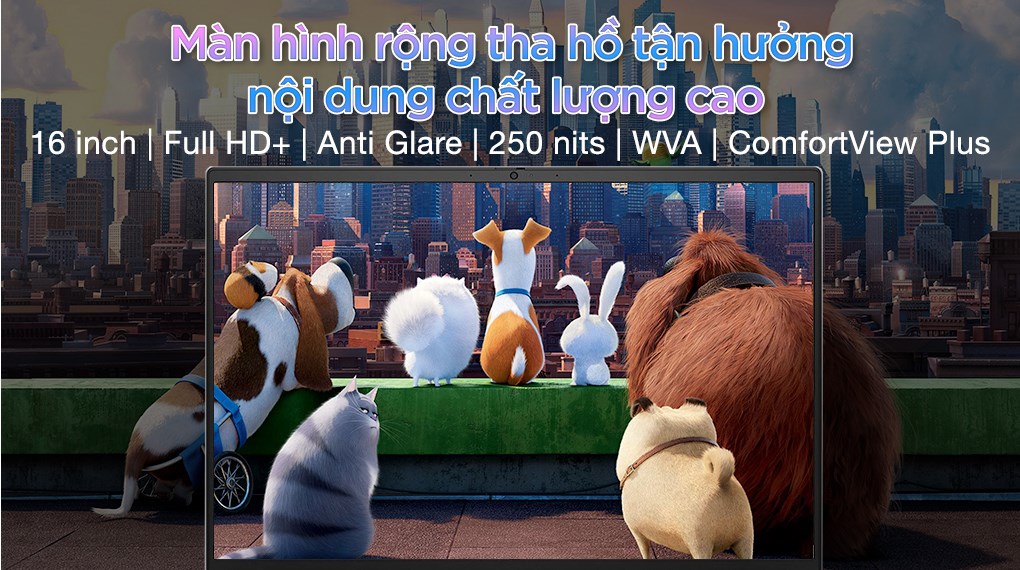 Màn hình rộng tha hồ tận hưởng
nội dung chất lượng cao
16 inch | Full HD+ | Anti Glare | 250 nits | WVA | ComfortView Plus